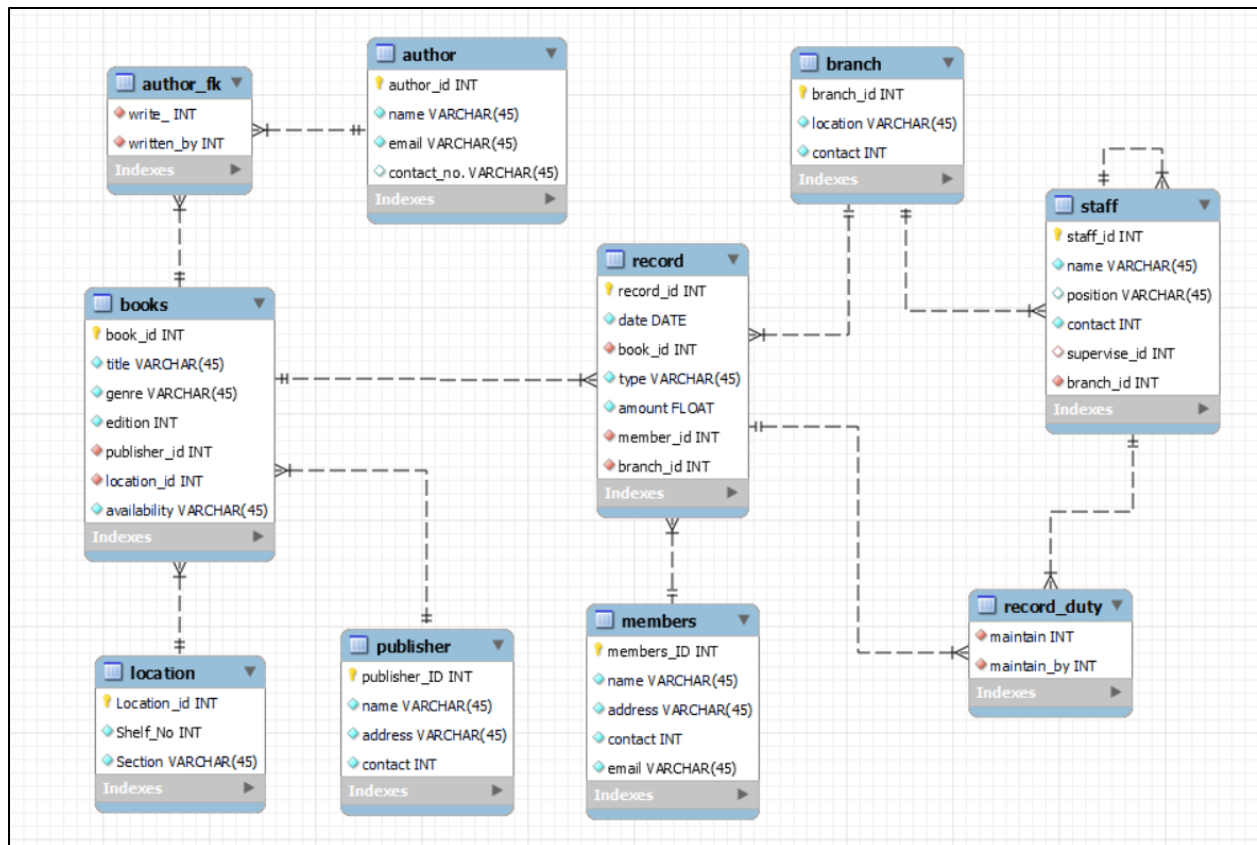 author_fk
write_ INT
written_by INT
Indexes
author
author_id INT
name VARCHAR(45)
email VARCHAR(45)
contact_no. VARCHAR(45)
Indexes
branch
branch_id INT
location VARCHAR(45)
contact INT
Indexes
staff
staff_id INT
name VARCHAR(45)
position VARCHAR(45)
contact INT
supervise_id INT
branch_id INT
Indexes
record
record_id INT
date DATE
book_id INT
type VARCHAR(45)
amount FLOAT
member_id INT
branch_id INT
Indexes
books
book_id INT
title VARCHAR(45)
genre VARCHAR(45)
edition INT
publisher_id INT
location_id INT
availability VARCHAR(45)
Indexes
location
Location_id INT
Shelf_No INT
Section VARCHAR(45)
Indexes
publisher
publisher_ID INT
name VARCHAR(45)
address VARCHAR(45)
contact INT
Indexes
members
members_ID INT
name VARCHAR(45)
address VARCHAR(45)
contact INT
email VARCHAR(45)
Indexes
record_duty
maintain INT
maintain_by INT
Indexes